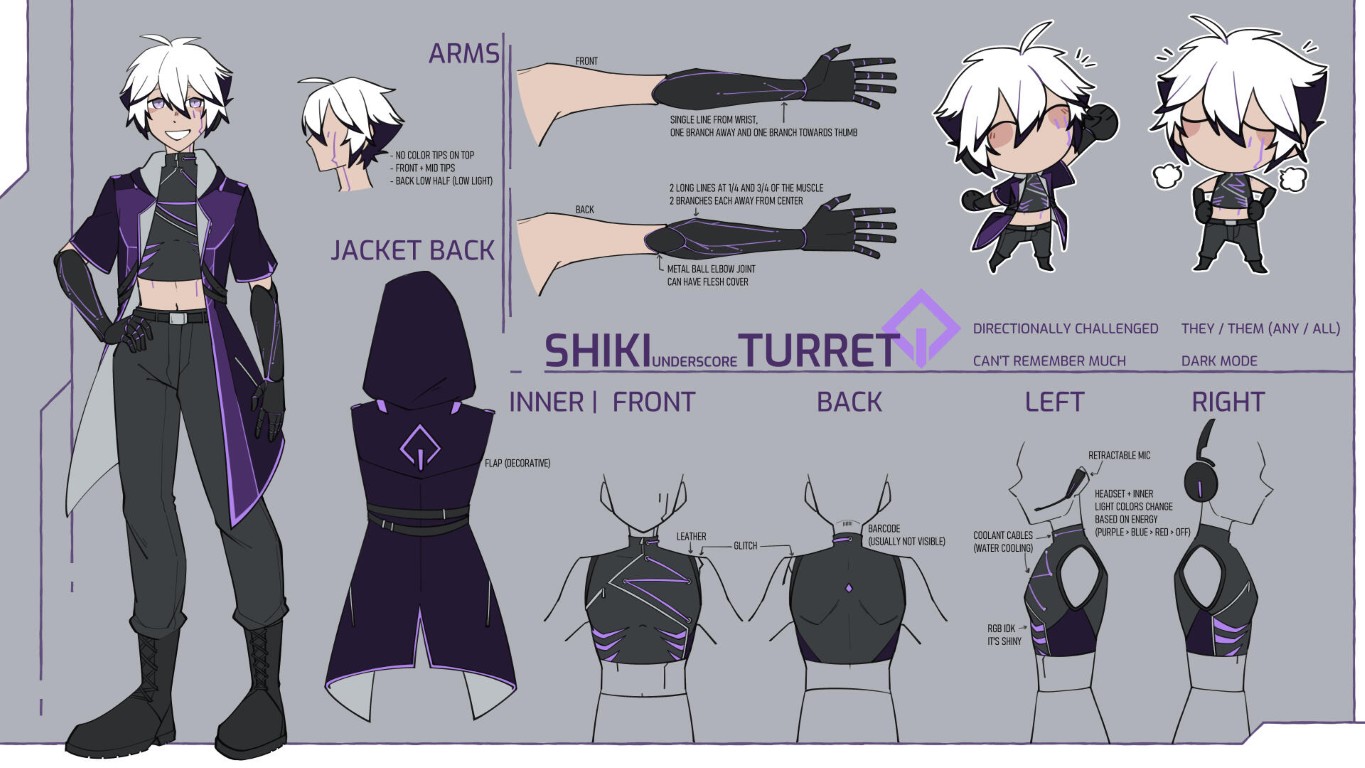 ARMS
FRONT
SINGLE LINE FROM WRIST,
ONE BRANCH AWAY AND ONE BRANCH TOWARDS THUMB
- NO COLOR TIPS ON TOP
- FRONT + MID TIPS
- BACK LOW HALF (LOW LIGHT)
2 LONG LINES AT 1/4 AND 3/4 OF THE MUSCLE
2 BRANCHES EACH AWAY FROM CENTER
BACK
METAL BALL ELBOW JOINT
CAN HAVE FLESH COVER
JACKET BACK
FLAP (DECORATIVE)
SHIKI UNDERSCORE TURRET
DIRECTIONALLY CHALLENGED
THEY / THEM (ANY / ALL)
CAN'T REMEMBER MUCH
DARK MODE
INNER | FRONT
BACK
LEFT
RIGHT
LEATHER
GLITCH
BARCODE
(USUALLY NOT VISIBLE)
RETRACTABLE MIC
HEADSET + INNER
LIGHT COLORS CHANGE
BASED ON ENERGY
(PURPLE > BLUE > RED > OFF)
COOLANT CABLES
(WATER COOLING)
RGB IDK
IT'S SHINY